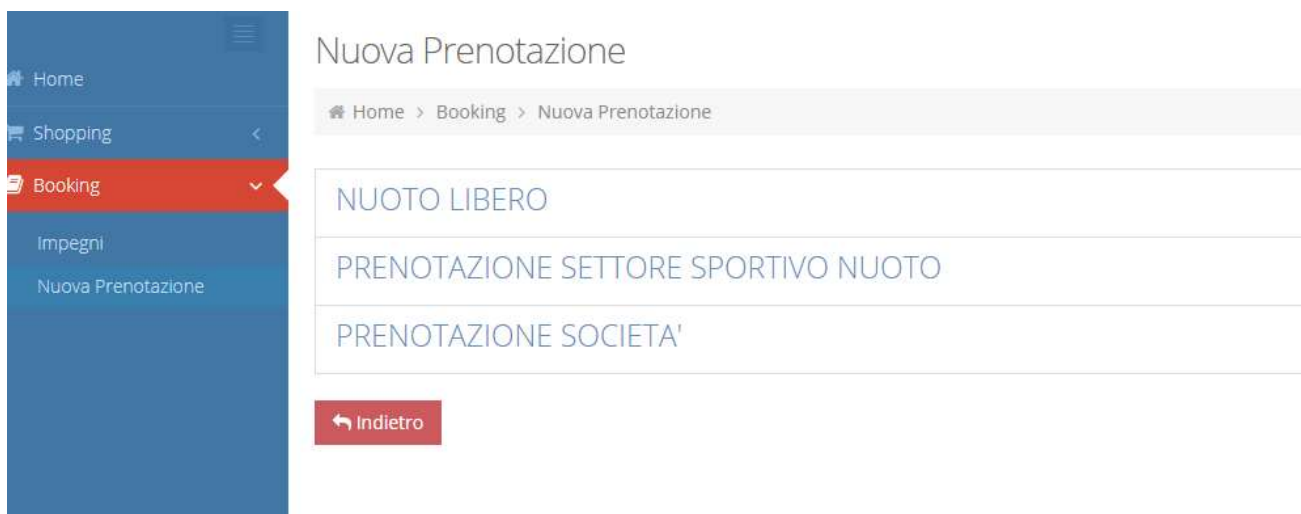 Home
Shopping
Booking
Impegni
Nuova Prenotazione
Nuova Prenotazione
Home > Booking > Nuova Prenotazione
NUOTO LIBERO
PRENOTAZIONE SETTORE SPORTIVO NUOTO
PRENOTAZIONE SOCIETA'
Indietro